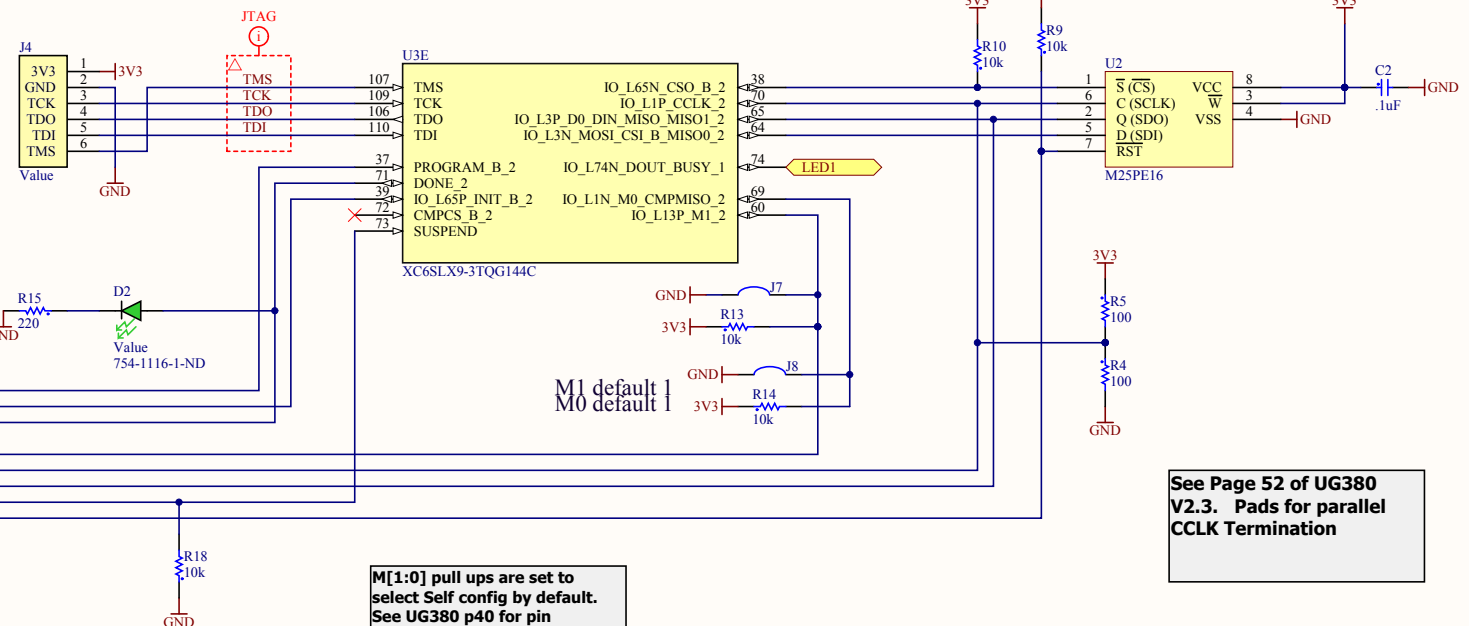 JTAG
3V3
3V3
J4
U3E
R10
10k
R9
10k
U2
C2
.1uF
GND
1
3V3
3V3
2
GND
3
TCK
4
TDO
5
TDI
6
TMS
Value
GND
TMS
TCK
TDO
TDI
107
TMS
109
TCK
106
TDO
110
TDI
37
PROGRAM_B_2
71
DONE_2
39
IO_L65P_INIT_B_2
72
CMPCS_B_2
73
SUSPEND
IO_L65N_CSO_B_2
38
IO_L1P_CCLK_2
70
IO_L3P_D0_DIN_MISO_MISO1_2
65
IO_L3N_MOSI_CSI_B_MISO0_2
64
IO_L74N_DOUT_BUSY_1
74
LED1
IO_L1N_M0_CMPMISO_2
69
IO_L13P_M1_2
60
XC6SLX9-3TQG144C
1
S (CS)
6
C (SCLK)
2
Q (SDO)
5
D (SDI)
7
RST
VCC
8
W
3
VSS
4
GND
M25PE16
R15
220
ND
D2
Value
754-1116-1-ND
GND
J7
3V3
R13
10k
GND
J8
3V3
R14
10k
M1 default 1
M0 default 1
3V3
R5
100
R4
100
GND
See Page 52 of UG380
V2.3. Pads for parallel
CCLK Termination
R18
10k
GND
M[1:0] pull ups are set to
select Self config by default.
See UG380 p40 for pin